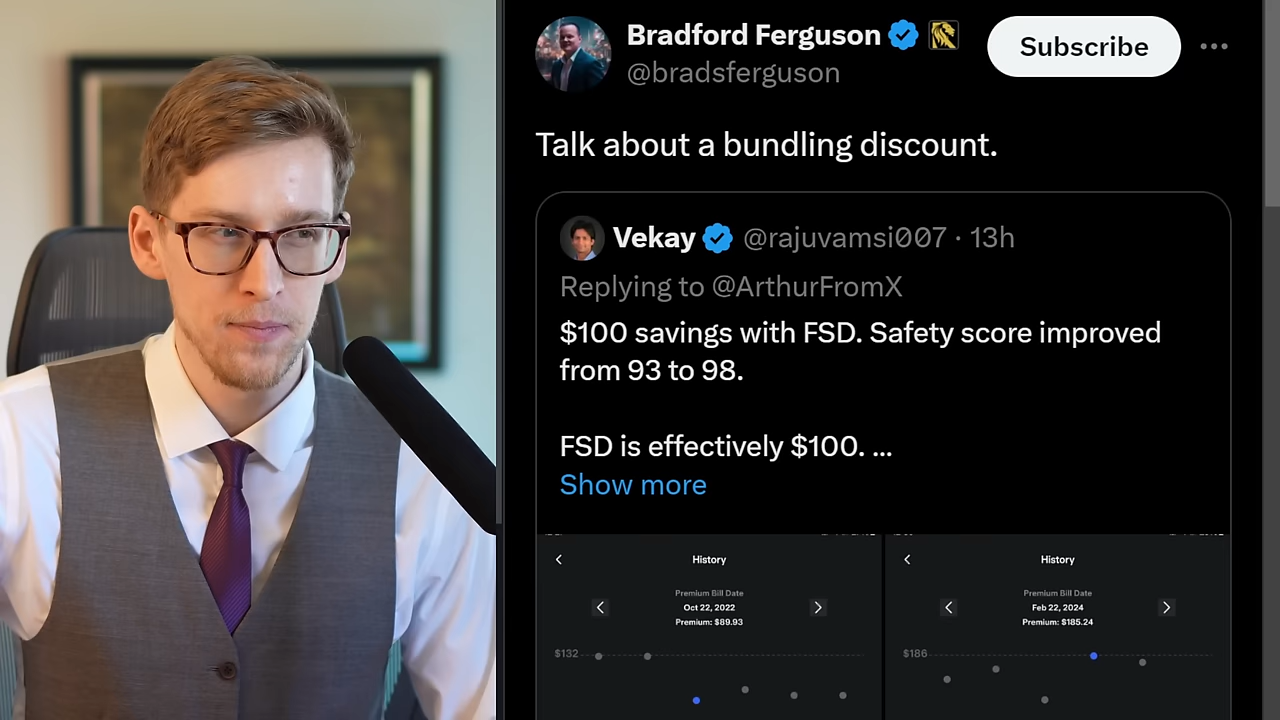 Bradford Ferguson
Subscribe
@bradsferguson
Talk about a bundling discount.
Vekay @rajuvamsi007 · 13h
Replying to @ArthurFromX
$100 savings with FSD. Safety score improved
from 93 to 98.
FSD is effectively $100. ...
Show more
History
Premium Bill Date
Oct 22, 2022
Premium: $89.93
$132
History
Premium Bill Date
Feb 22, 2024
Premium: $185.24
$186